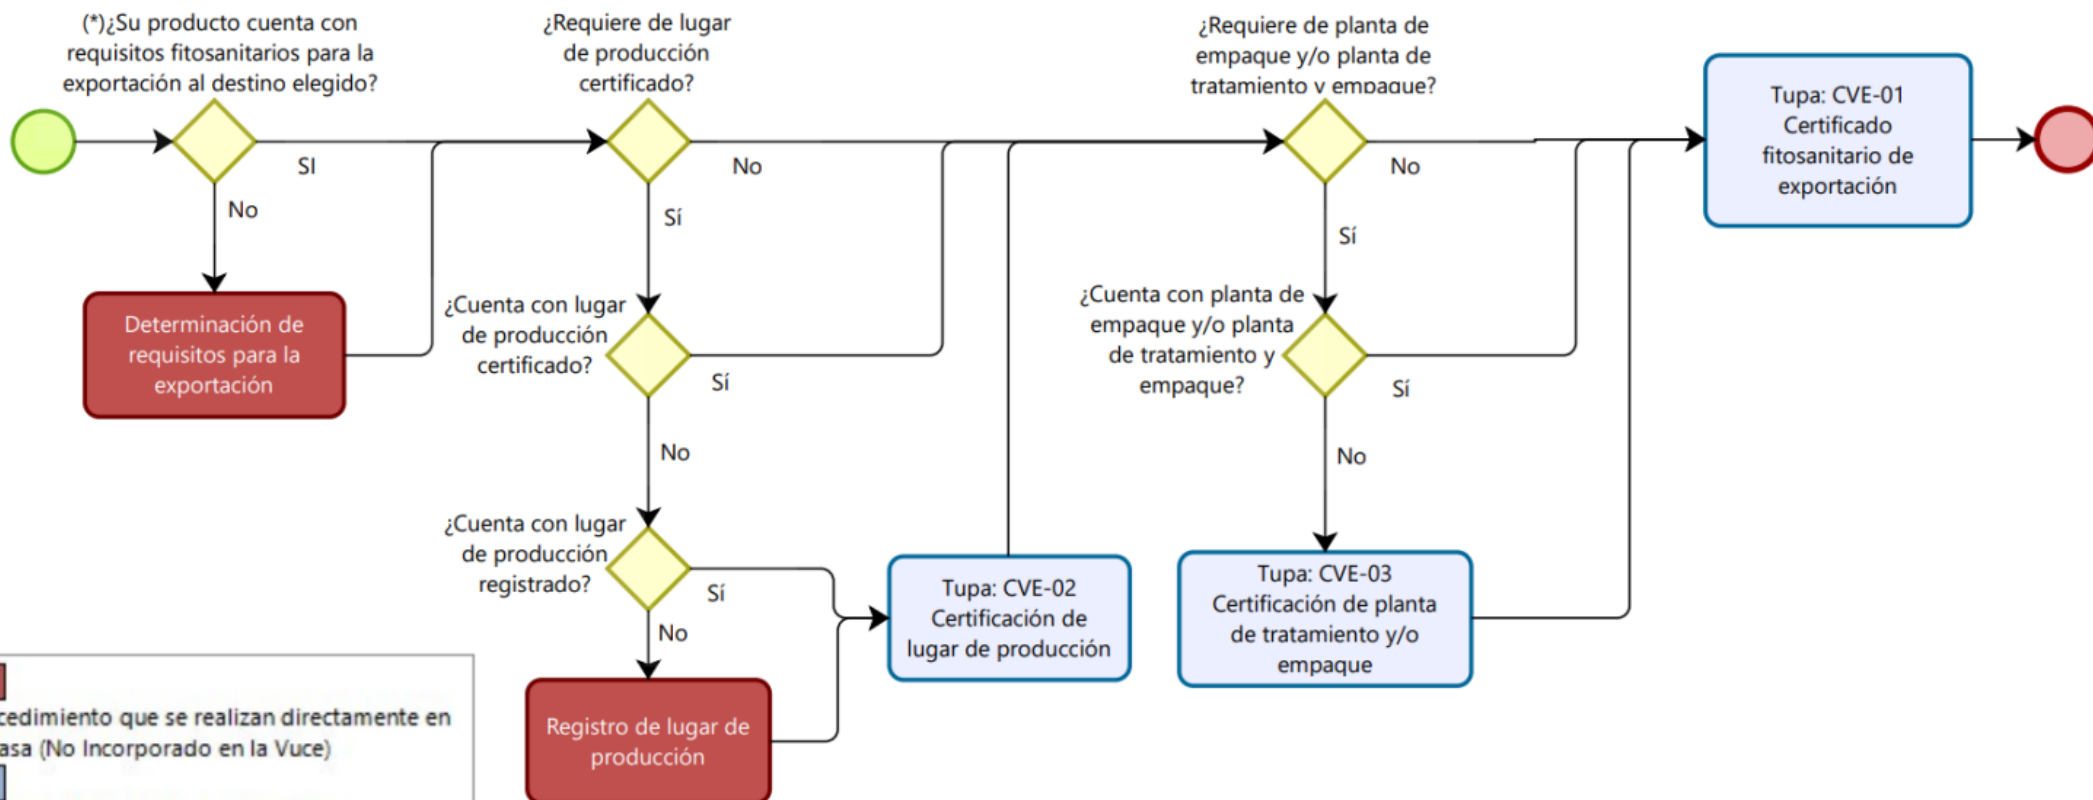 (*)¿Su producto cuenta con
requisitos fitosanitarios para la
exportación al destino elegido?
SI
No
Determinación de
requisitos para la
exportación
¿Requiere de lugar
de producción
certificado?
No
Sí
¿Cuenta con lugar
de producción
certificado?
Sí
No
¿Cuenta con lugar
de producción
registrado?
Sí
No
Registro de lugar de
producción
Tupa: CVE-02
Certificación de
lugar de producción
¿Requiere de planta de
empaque y/o planta de
tratamiento y empaque?
No
Sí
¿Cuenta con planta de
empaque y/o planta
de tratamiento y
empaque?
Sí
No
Tupa: CVE-03
Certificación de planta
de tratamiento y/o
empaque
Tupa: CVE-01
Certificado
fitosanitario de
exportación
cedimiento que se realizan directamente en
asa (No Incorporado en la Vuce)